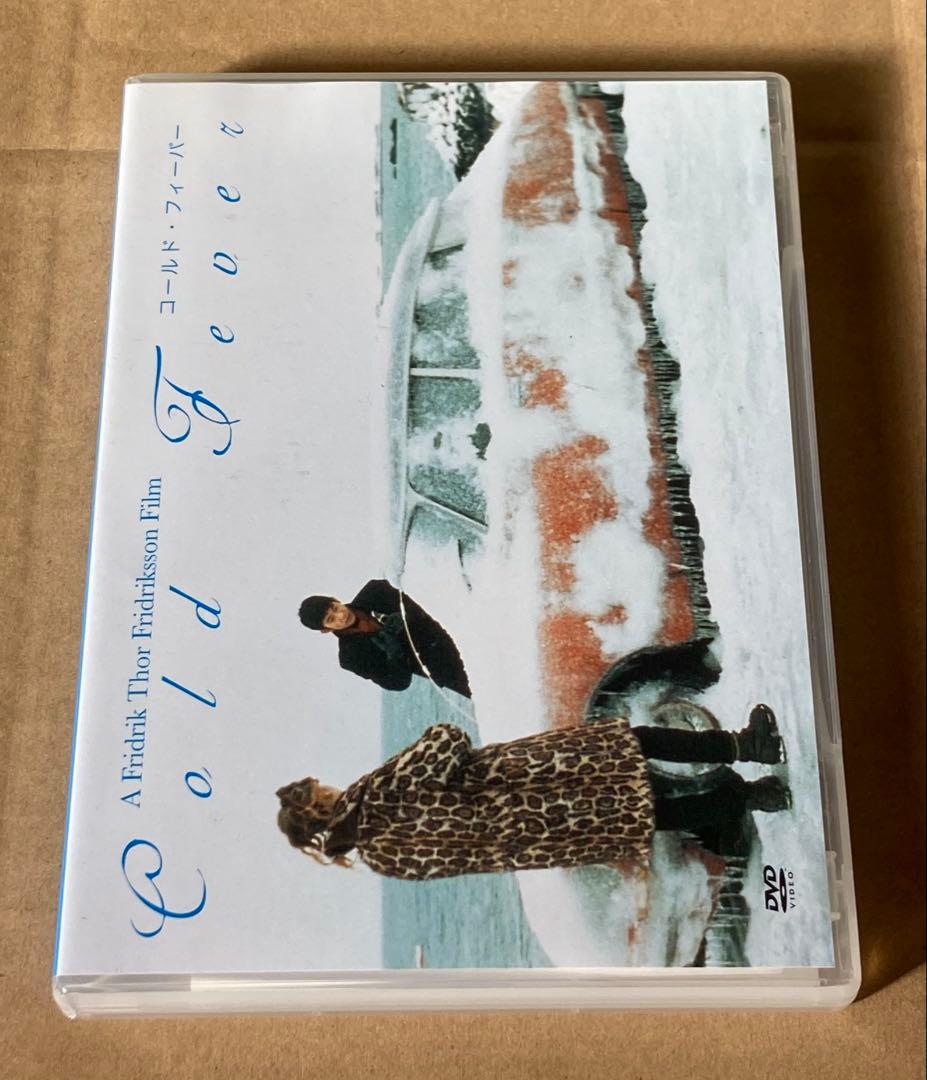 A Fridrik Thor Fridriksson Film
Cold Fever
コールド・フィーバー
DVD
VIDEO